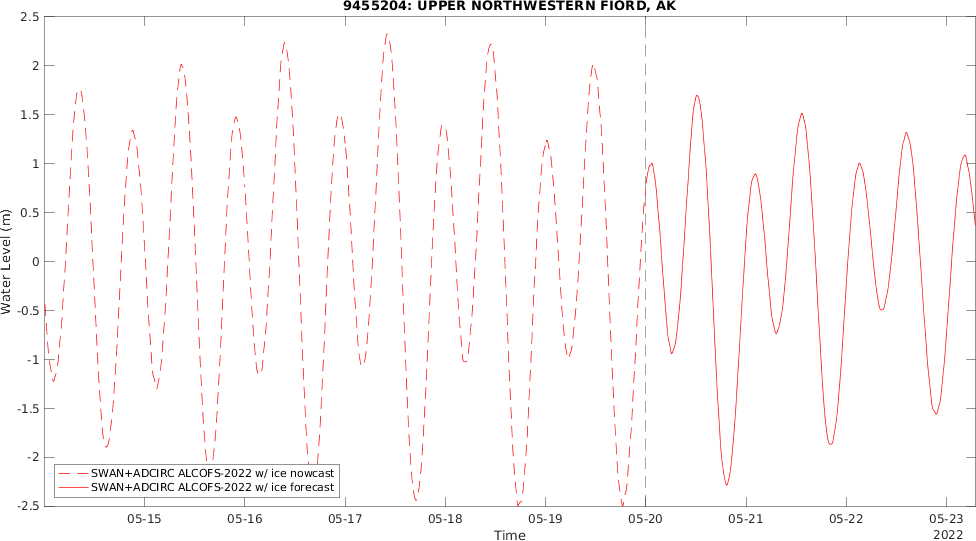 9455204: UPPER NORTHWESTERN FIORD, AK
2.5
2
1.5
1
0.5
0
-0.5
-1
-1.5
-2
-2.5
Water Level (m)
SWAN+ADCIRC ALCOFS-2022 w/ ice nowcast
SWAN+ADCIRC ALCOFS-2022 w/ ice forecast
05-15 05-16 05-17 05-18 05-19 05-20 05-21 05-22 05-23
Time
2022